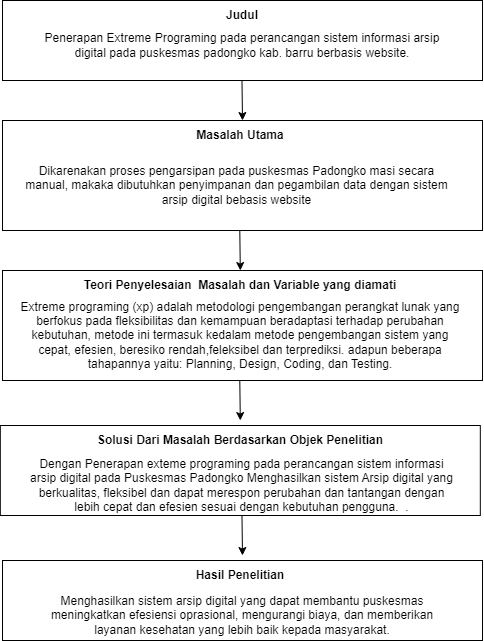 Judul
Penerapan Extreme Programing pada perancangan sistem informasi arsip
digital pada puskesmas padongko kab. barru berbasis website.
Masalah Utama
Dikarenakan proses pengarsipan pada puskesmas Padongko masi secara
manual, makaka dibutuhkan penyimpanan dan pegambilan data dengan sistem
arsip digital bebasis website
Teori Penyelesaian Masalah dan Variable yang diamati
Extreme programing (xp) adalah metodologi pengembangan perangkat lunak yang
berfokus pada fleksibilitas dan kemampuan beradaptasi terhadap perubahan
kebutuhan, metode ini termasuk kedalam metode pengembangan sistem yang
cepat, efesien, beresiko rendah,feleksibel dan terprediksi. adapun beberapa
tahapannya yaitu: Planning, Design, Coding, dan Testing.
Solusi Dari Masalah Berdasarkan Objek Penelitian
Dengan Penerapan exteme programing pada perancangan sistem informasi
arsip digital pada Puskesmas Padongko Menghasilkan sistem Arsip digital yang
berkualitas, fleksibel dan dapat merespon perubahan dan tantangan dengan
lebih cepat dan efesien sesuai dengan kebutuhan pengguna. .
Hasil Penelitian
Menghasilkan sistem arsip digital yang dapat membantu puskesmas
meningkatkan efesiensi oprasional, mengurangi biaya, dan memberikan
layanan kesehatan yang lebih baik kepada masyarakat.